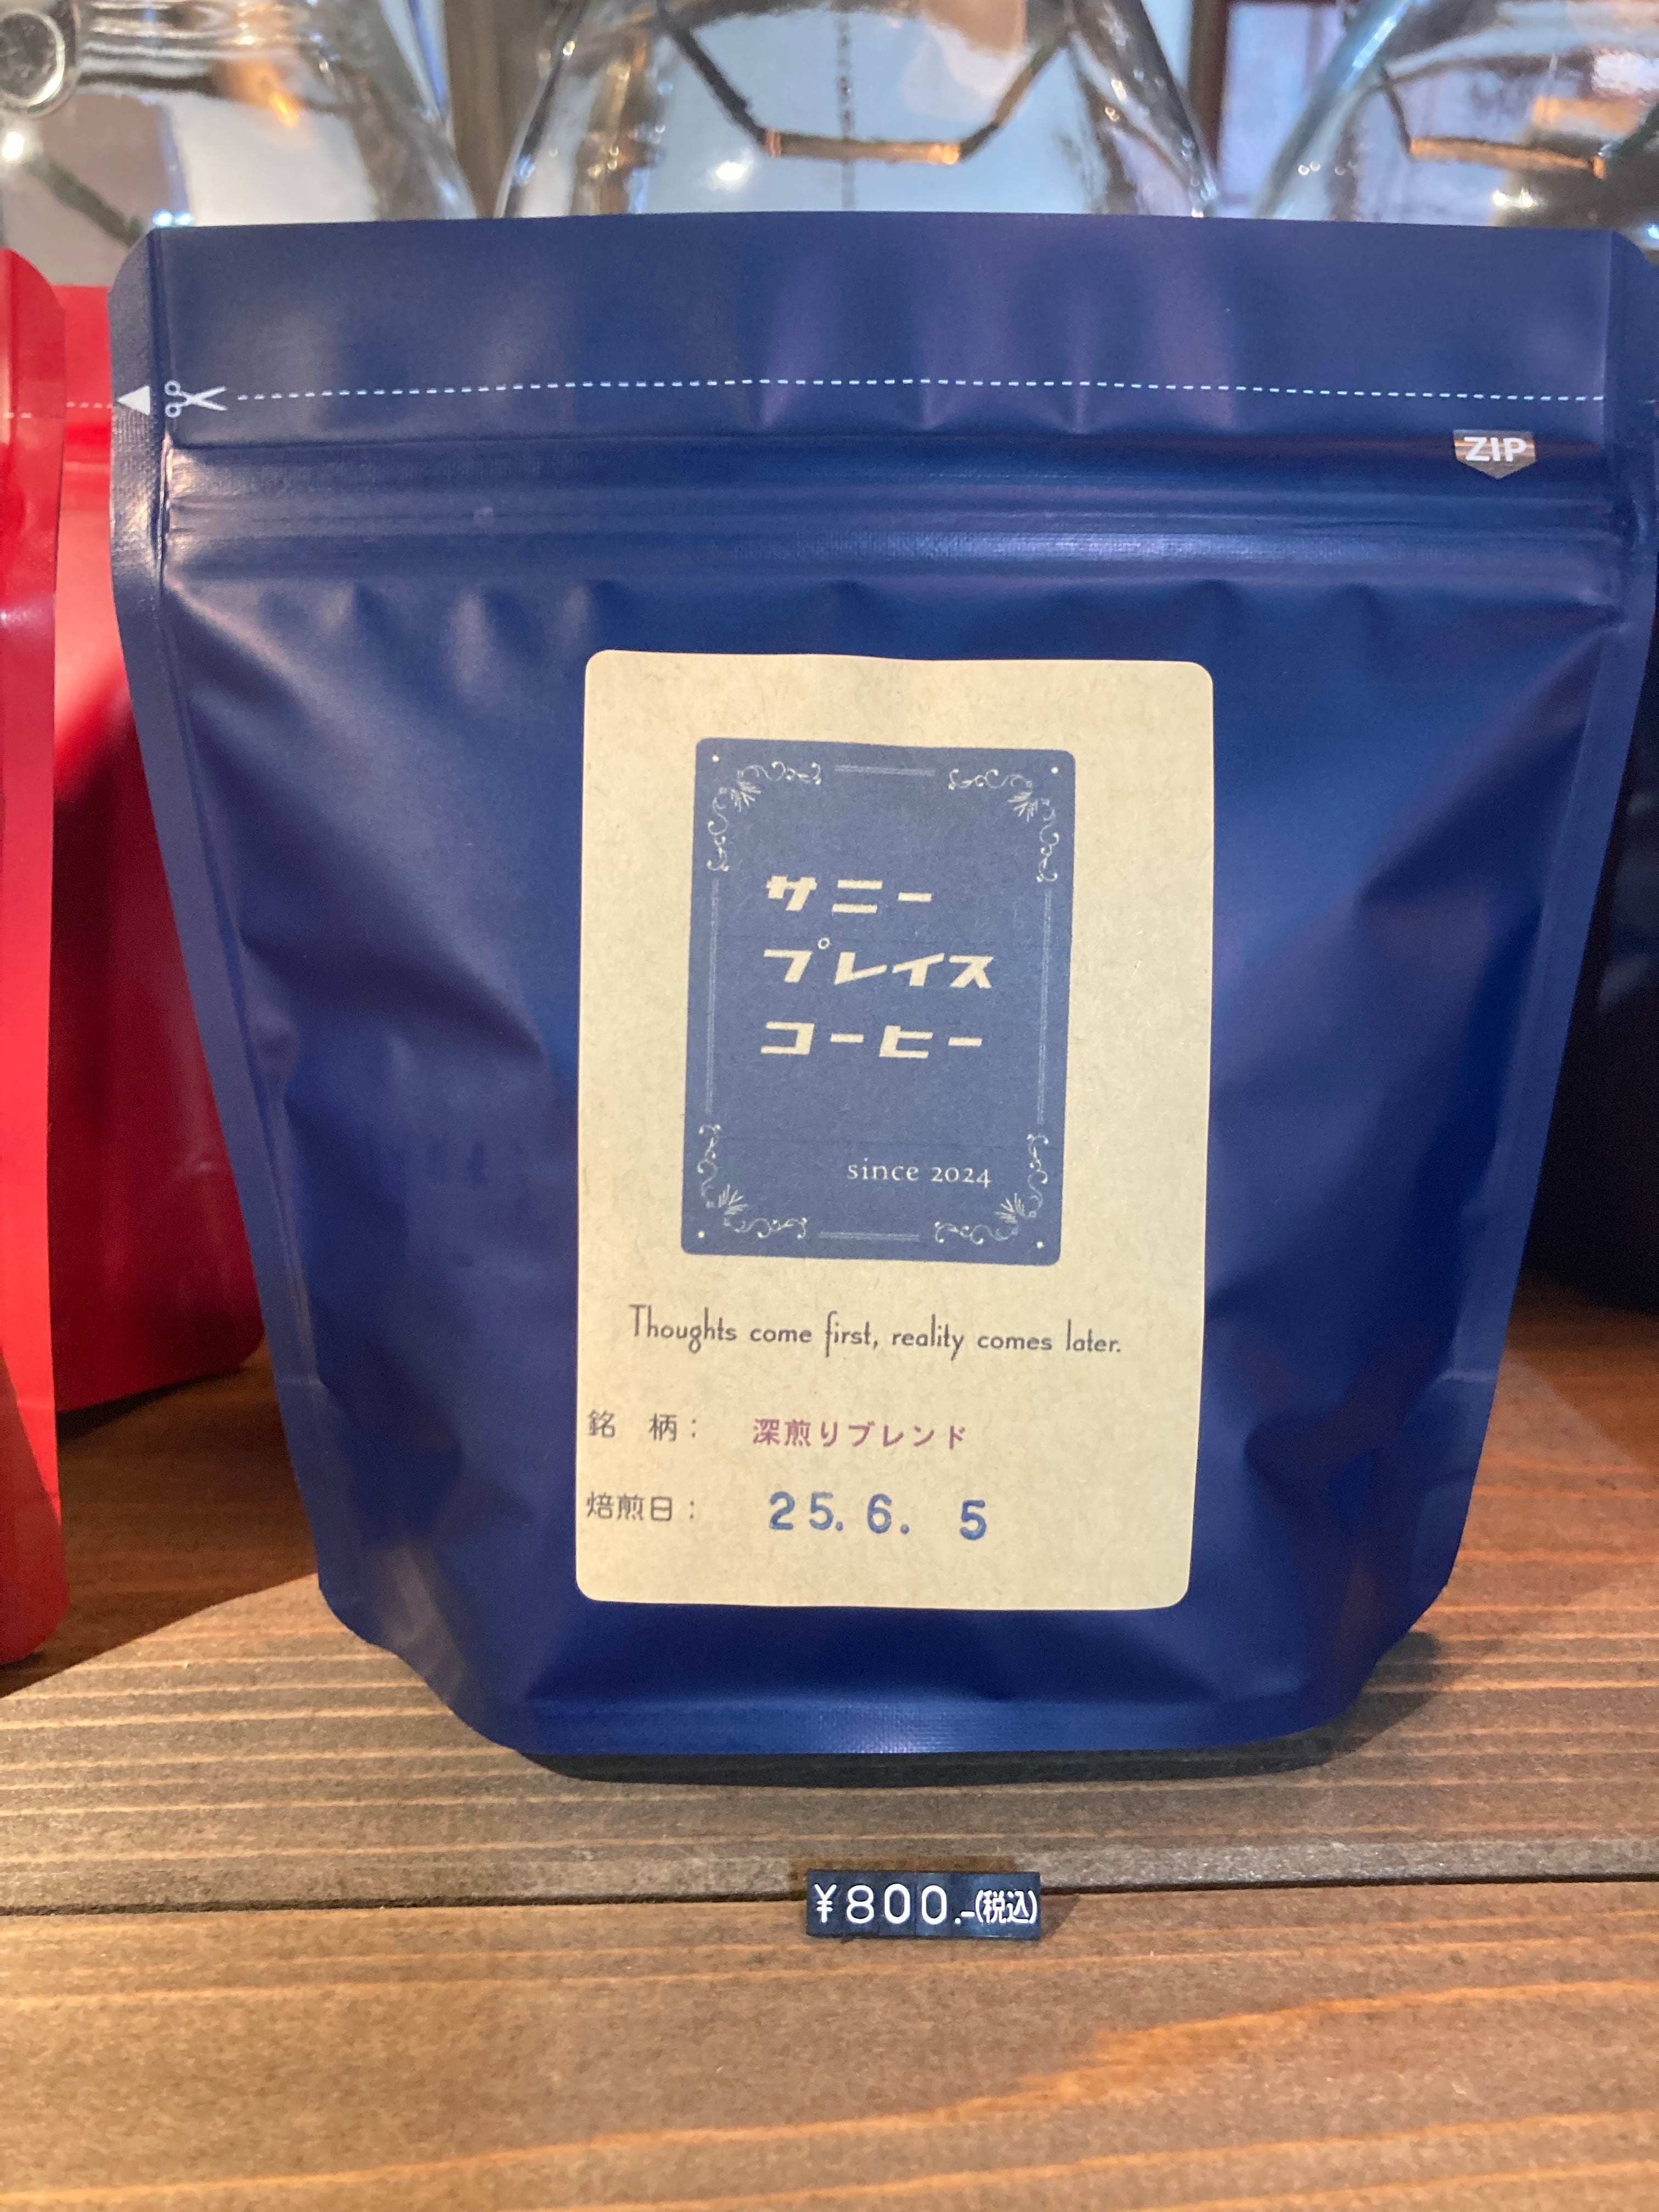 ZIP
サニー
プレイス
コーヒー
since 2024
Thoughts come first, reality comes later.
銘 柄： 深煎りブレンド
焙煎日： 25.6. 5
¥800.-(税込)